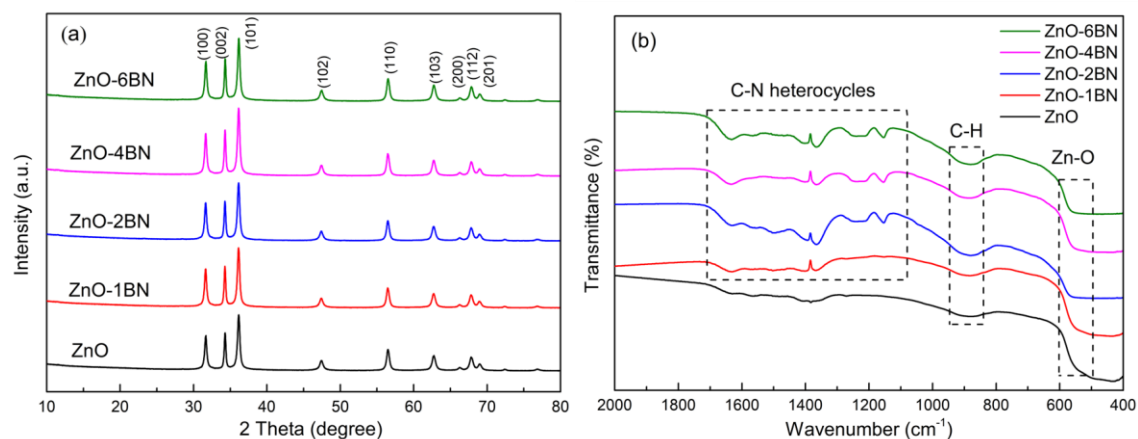 (a)
(100)
(002)
(101)
(102)
(110)
(103)
(200)
(112)
(201)
ZnO-6BN
ZnO-4BN
ZnO-2BN
ZnO-1BN
ZnO
Intensity (a.u.)
10 20 30 40 50 60 70 80
2 Theta (degree)
(b)
ZnO-6BN
ZnO-4BN
ZnO-2BN
ZnO-1BN
ZnO
C-N heterocycles
C-H
Zn-O
Transmittance (%)
2000 1800 1600 1400 1200 1000 800 600 400
Wavenumber (cm⁻¹)